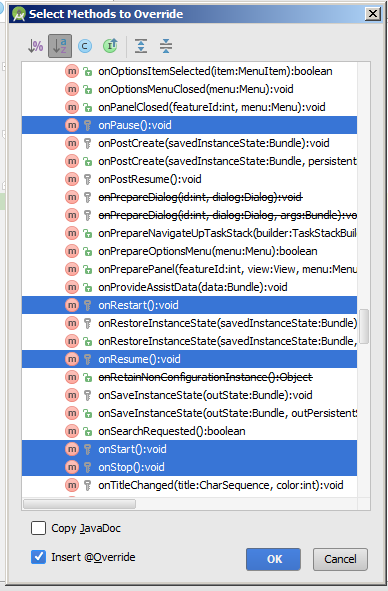 Select Methods to Override
onOptionsItemSelected(item:MenuItem):boolean
onOptionsMenuClosed(menu:Menu):void
onPanelClosed(featureId:int, menu:Menu):void
onPause():void
onPostCreate(savedInstanceState:Bundle):void
onPostCreate(savedInstanceState:Bundle, persistent
onPostResume():void
onPrepareDialog(id:int, dialog:Dialog):void
onPrepareDialog(id:int, dialog:Dialog, args:Bundle):vo
onPrepareNavigateUpTaskStack(builder:TaskStackBuil
onPrepareOptionsMenu(menu:Menu):boolean
onPreparePanel(featureId:int, view:View, menu:Menu
onProvideAssistData(data:Bundle):void
onRestart():void
onRestoreInstanceState(savedInstanceState:Bundle)
onRestoreInstanceState(savedInstanceState:Bundle,
onResume():void
onRetainNonConfigurationInstance():Object
onSaveInstanceState(outState:Bundle):void
onSaveInstanceState(outState:Bundle, outPersistentS
onSearchRequested():boolean
onStart():void
onStop():void
onTitleChanged(title:CharSequence, color:int):void
Copy JavaDoc
Insert @Override
OK Cancel